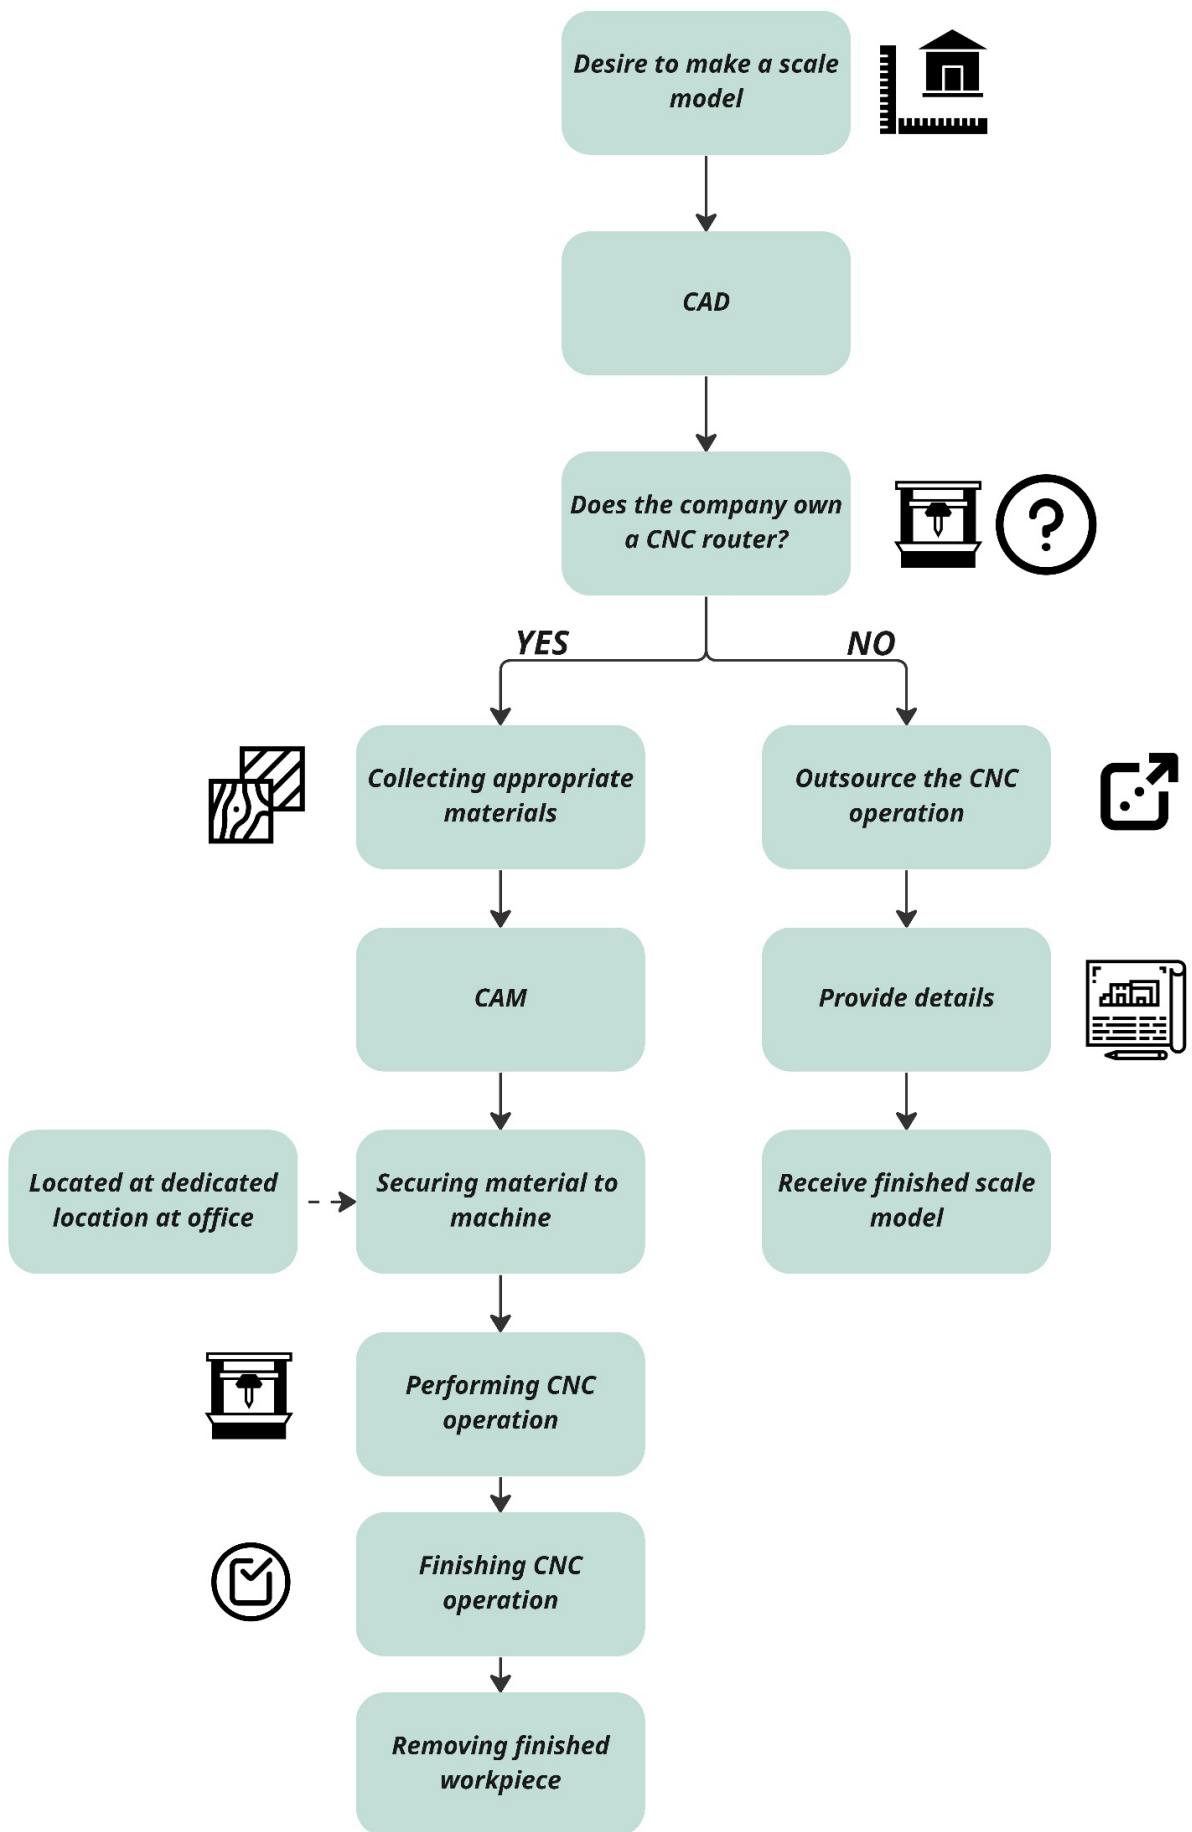 Desire to make a scale
model
CAD
Does the company own
a CNC router?
YES
NO
Collecting appropriate
materials
Outsource the CNC
operation
CAM
Provide details
Located at dedicated
location at office
Securing material to
machine
Receive finished scale
model
Performing CNC
operation
Finishing CNC
operation
Removing finished
workpiece